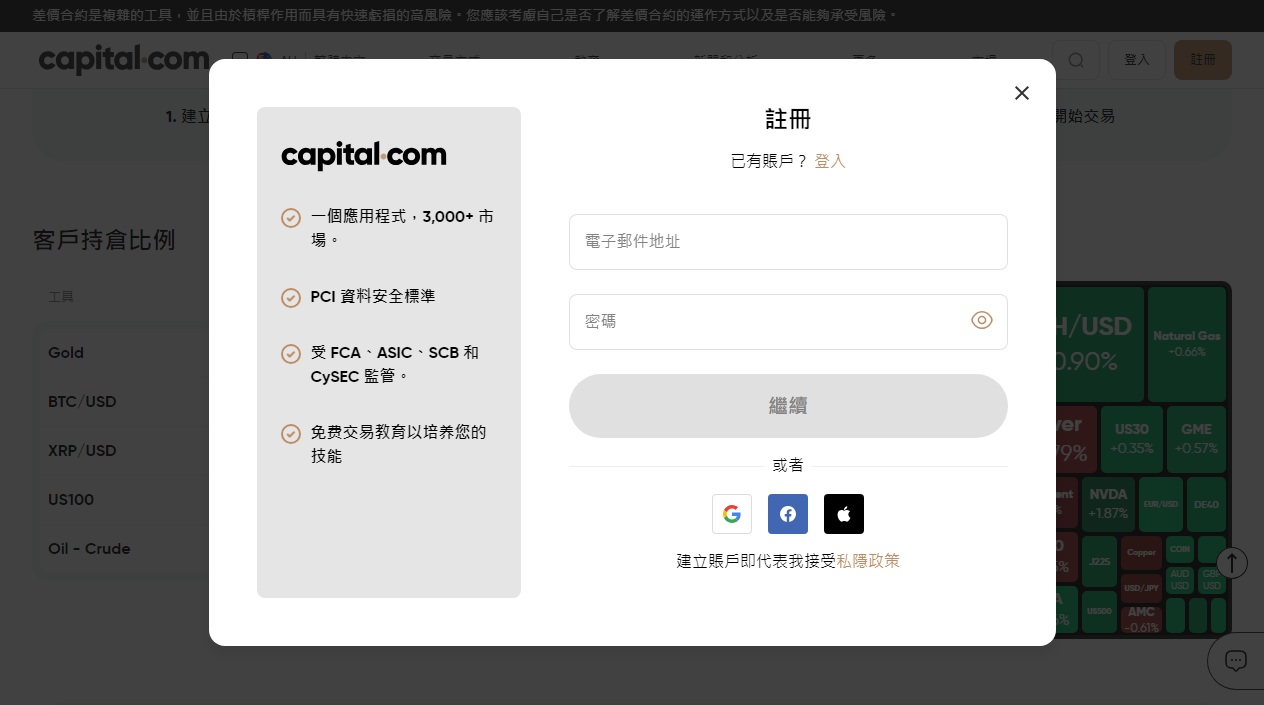 差價合約是複雜的工具，並且由於槓桿作用而具有快速虧損的高風險。您應該考慮自己是否了解差價合約的運作方式以及是否能夠承受風險。
capital.com
登入
註冊
1. 建立
開始交易
客戶持倉比例
工具
Gold
BTC/USD
XRP/USD
US100
Oil - Crude
capital.com
一個應用程式，3,000+ 市
場。
PCI 資料安全標準
受 FCA、ASIC、SCB 和
CySEC 監管。
免费交易教育以培养您的
技能
註冊
已有賬戶？ 登入
電子郵件地址
密碼
繼續
或者
建立賬戶即代表我接受私隱政策
H/USD
0.90%
Natural Gas
+0.66%
ver
79%
US30
+0.35%
GME
+0.57%
ent
%
NVDA
+1.87%
EUR/USD
DE40
J225
Copper
COIN
USD/JPY
AUD
USD
GBP
USD
US500
AMC
-0.61%